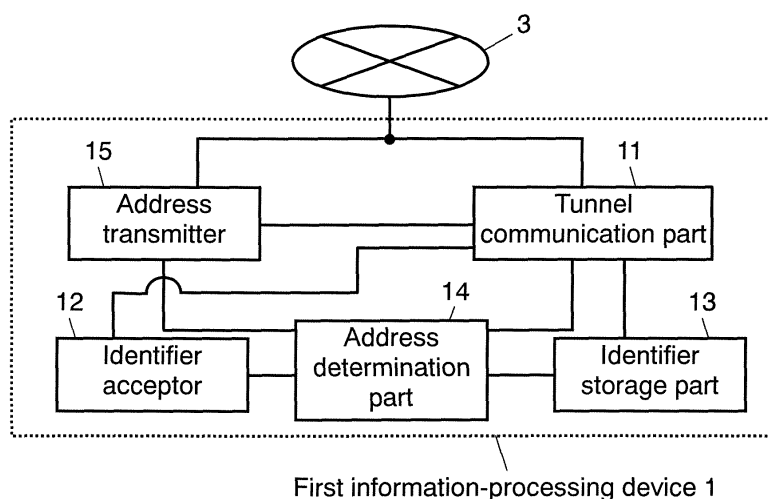 3
15
11
Address
transmitter
Tunnel
communication part
12
14
13
Identifier
acceptor
Address
determination
part
Identifier
storage part
First information-processing device 1